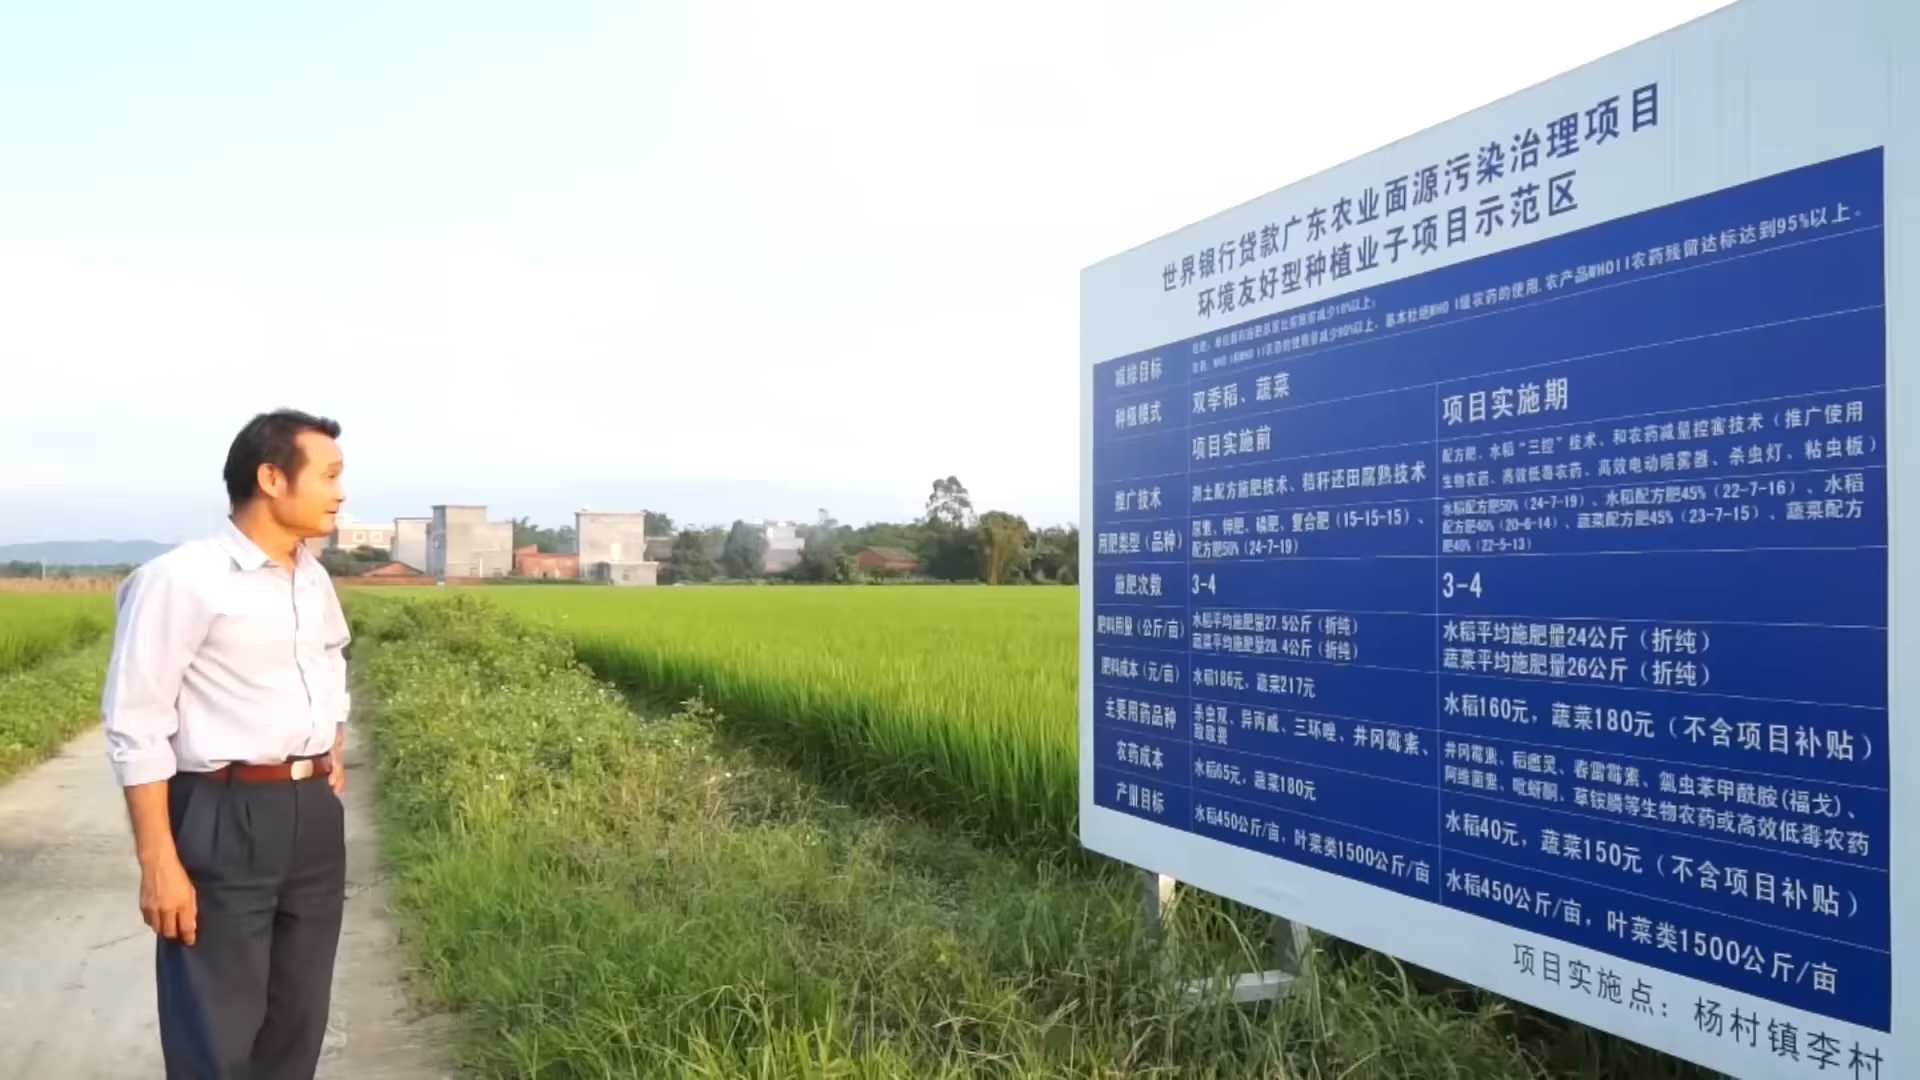 世界银行贷款广东农业面源污染治理项目
环境友好型种植业子项目示范区
减排目标
农产品WHOII农药残留达标达到95%以上。
种植模式
双季稻、蔬菜
项目实施前
项目实施期
推广技术
测土配方施肥技术、秸秆还田腐熟技术
配方肥、水稻“三控”技术、和农药减量控害技术（推广使用
生物农药、高效低毒农药、高效电动喷雾器、杀虫灯、粘虫板）
用肥类型（品种）
尿素、钾肥、磷肥、复合肥（15-15-15）、
配方肥50%（24-7-19）
水稻配方肥50%（24-7-19）、水稻配方肥45%（22-7-16）、水稻
配方肥40%（20-6-14）、蔬菜配方肥45%（23-7-15）、蔬菜配方
肥40%（22-5-13）
施肥次数
3-4
3-4
肥料用量（公斤/亩）
水稻平均施肥量27.5公斤（折纯）
蔬菜平均施肥量28.4公斤（折纯）
水稻平均施肥量24公斤（折纯）
蔬菜平均施肥量26公斤（折纯）
肥料成本（元/亩）
水稻186元，蔬菜217元
水稻160元，蔬菜180元（不含项目补贴）
主要用药品种
杀虫双、异丙威、三环唑、井冈霉素、
敌敌畏
井冈霉素、稻瘟灵、春雷霉素、氯虫苯甲酰胺(福戈)、
阿维菌素、吡蚜酮、草铵膦等生物农药或高效低毒农药
农药成本
水稻65元，蔬菜180元
水稻40元，蔬菜150元（不含项目补贴）
产量目标
水稻450公斤/亩，叶菜类1500公斤/亩
水稻450公斤/亩，叶菜类1500公斤/亩
项目实施点：杨村镇李村